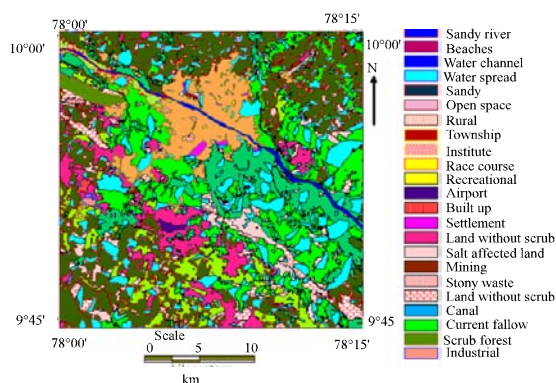 78°00'
78°15'
10°00'
10°00'
N
9°45'
9°45
78°00'
78°15'
Scale
0 5 10
km
Sandy river
Beaches
Water channel
Water spread
Sandy
Open space
Rural
Township
Institute
Race course
Recreational
Airport
Built up
Settlement
Land without scrub
Salt affected land
Mining
Stony waste
Land without scrub
Canal
Current fallow
Scrub forest
Industrial